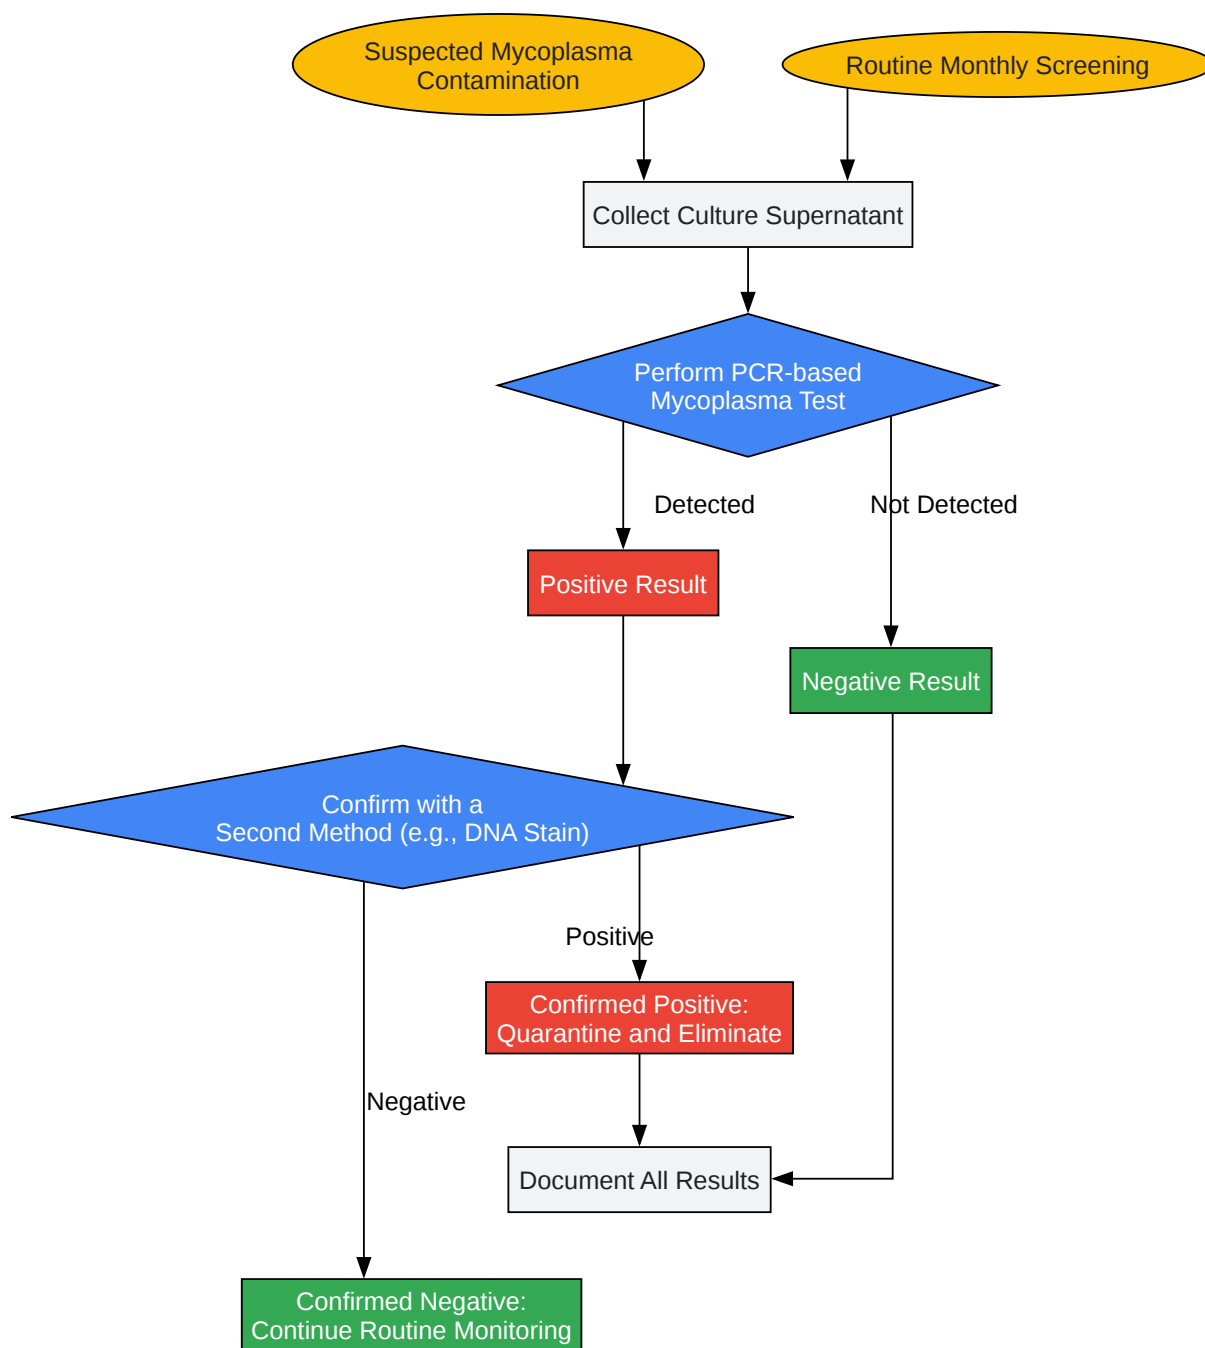 Suspected Mycoplasma
Contamination
Routine Monthly Screening
Collect Culture Supernatant
Perform PCR-based
Mycoplasma Test
Detected
Not Detected
Positive Result
Negative Result
Confirm with a
Second Method (e.g., DNA Stain)
Positive
Confirmed Positive:
Quarantine and Eliminate
Negative
Document All Results
Confirmed Negative:
Continue Routine Monitoring